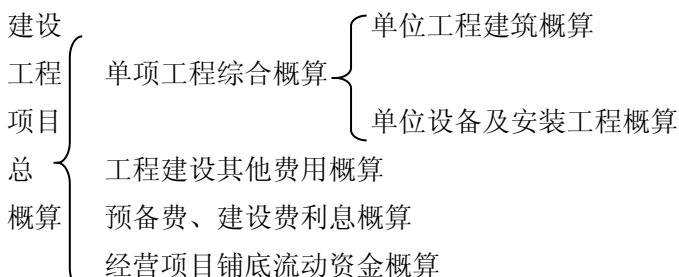 建设
工程
项目
总
概算
单项工程综合概算
单位工程建筑概算
单位设备及安装工程概算
工程建设其他费用概算
预备费、建设费利息概算
经营项目铺底流动资金概算